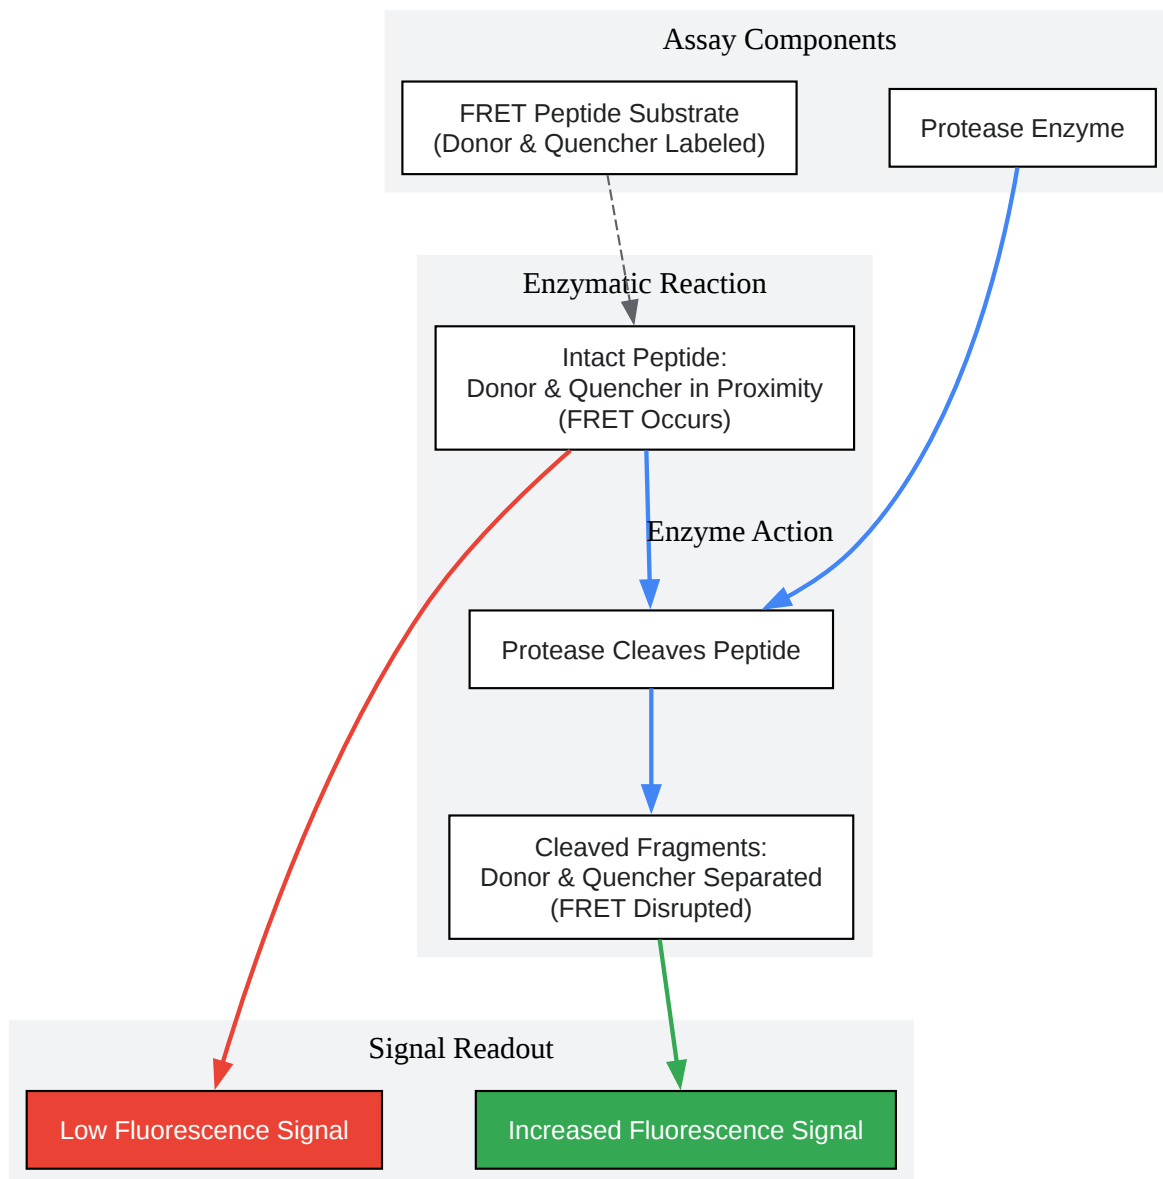 Assay Components
FRET Peptide Substrate
(Donor & Quencher Labeled)
Protease Enzyme
Enzymatic Reaction
Intact Peptide:
Donor & Quencher in Proximity
(FRET Occurs)
Enzyme Action
Protease Cleaves Peptide
Cleaved Fragments:
Donor & Quencher Separated
(FRET Disrupted)
Signal Readout
Low Fluorescence Signal
Increased Fluorescence Signal